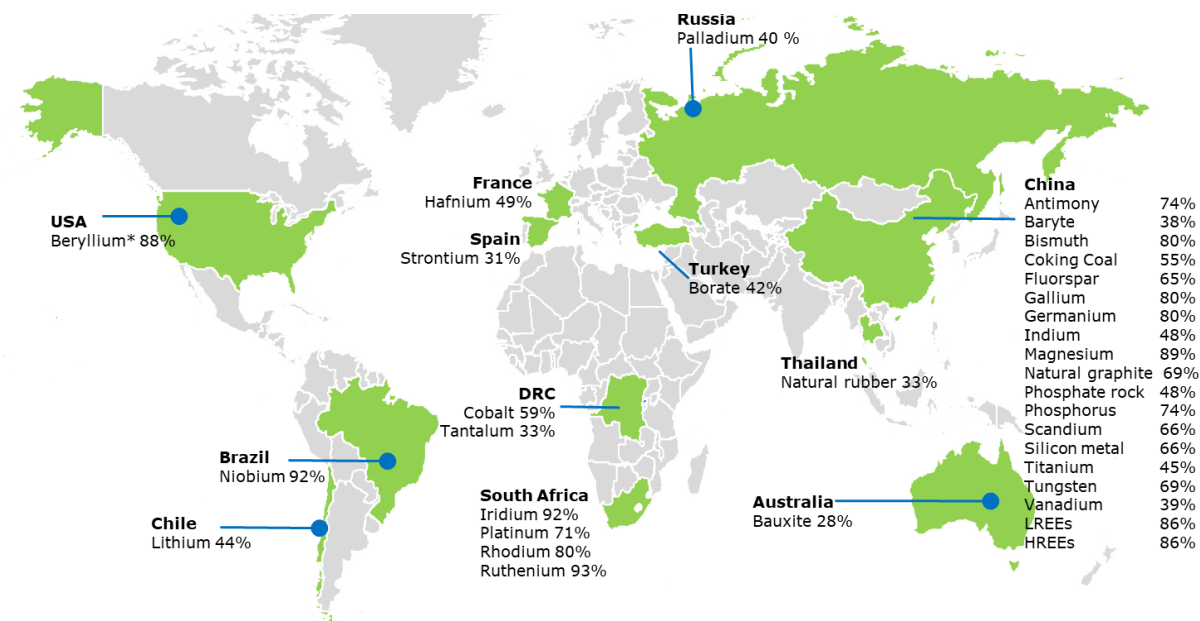 Russia
Palladium 40 %
France
Hafnium 49%
Spain
Strontium 31%
USA
Beryllium* 88%
Turkey
Borate 42%
China
Antimony 74%
Baryte 38%
Bismuth 80%
Coking Coal 55%
Fluorspar 65%
Gallium 80%
Germanium 80%
Indium 48%
Magnesium 89%
Natural graphite 69%
Phosphate rock 48%
Phosphorus 74%
Scandium 66%
Silicon metal 66%
Titanium 45%
Tungsten 69%
Vanadium 39%
LREEs 86%
HREEs 86%
Thailand
Natural rubber 33%
DRC
Cobalt 59%
Tantalum 33%
Brazil
Niobium 92%
South Africa
Iridium 92%
Platinum 71%
Rhodium 80%
Ruthenium 93%
Australia
Bauxite 28%
Chile
Lithium 44%